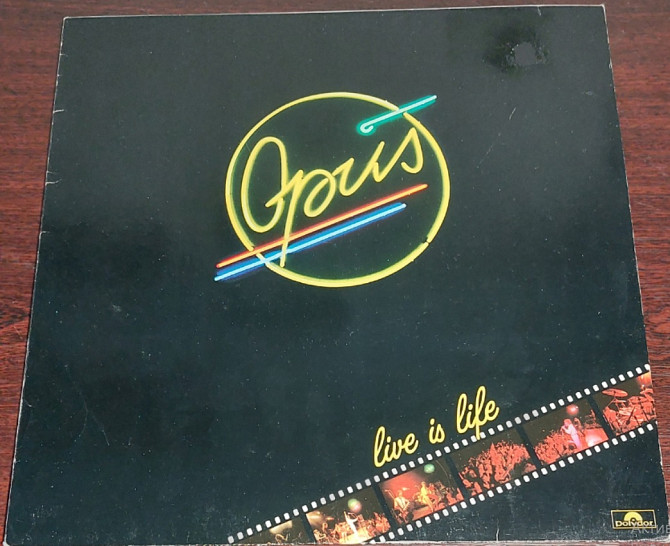 Opus
live is life
Polydor